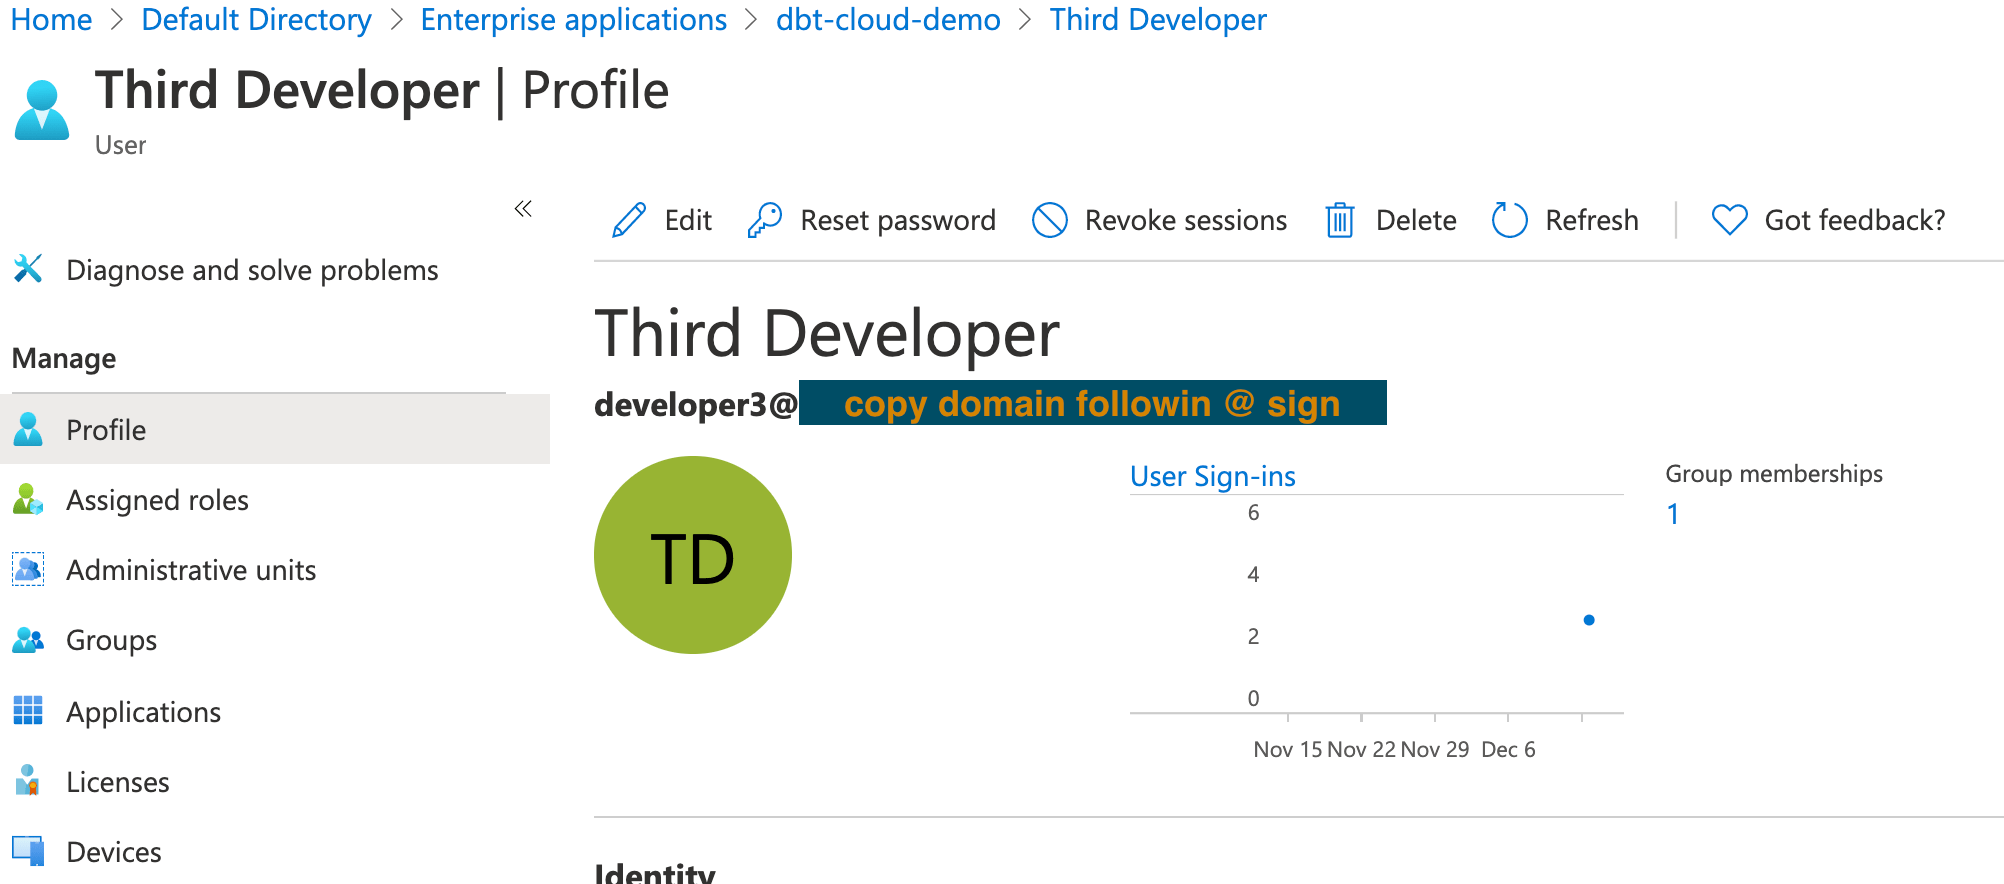 Home > Default Directory > Enterprise applications > dbt-cloud-demo > Third Developer
Third Developer | Profile
User
«
Edit
Reset password
Revoke sessions
Delete
Refresh
Got feedback?
Diagnose and solve problems
Manage
Profile
Assigned roles
Administrative units
Groups
Applications
Licenses
Devices
Third Developer
developer3@ copy domain followin @ sign
TD
User Sign-ins
6
4
2
0
Nov 15 Nov 22 Nov 29 Dec 6
Group memberships
1
Identity